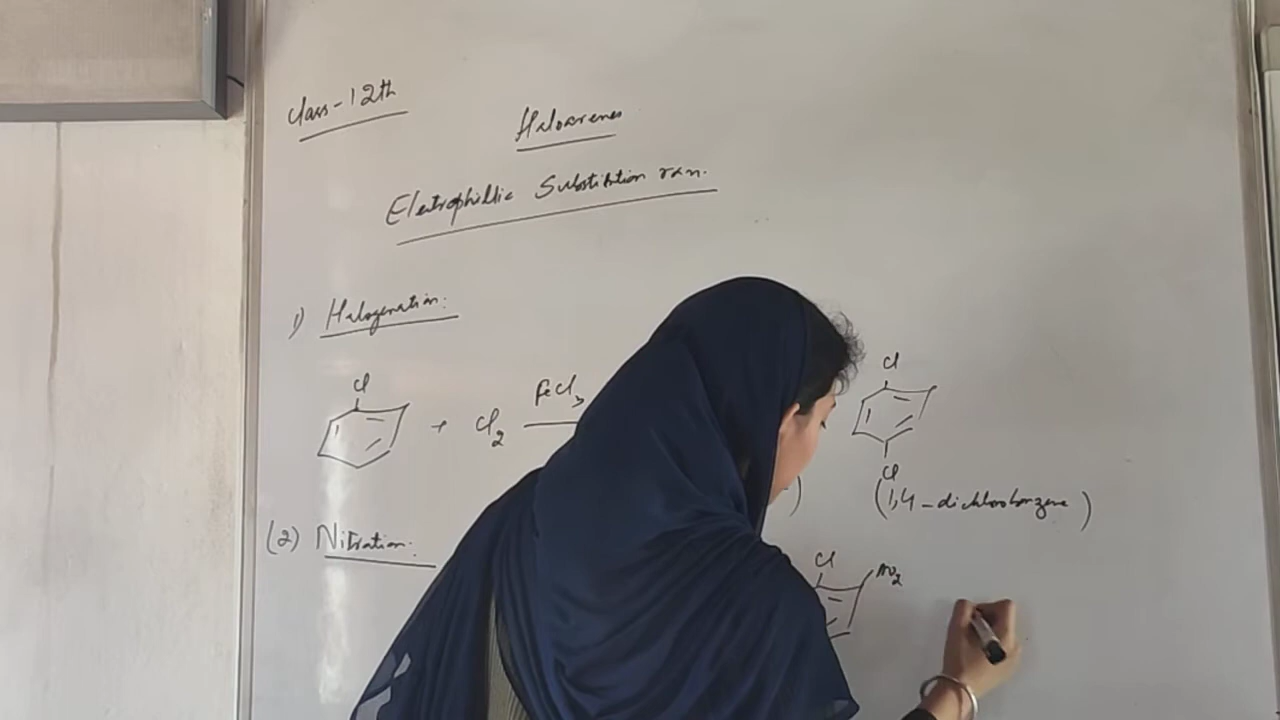 Class-12th
Haloarenes
Eletrophillic Substitution rxn.
1) Halogenation:
Cl
+ Cl2
FeCl3
Cl
Cl
)
(1,4-dichlorobenzene)
(2) Nitration:
Cl
NO2